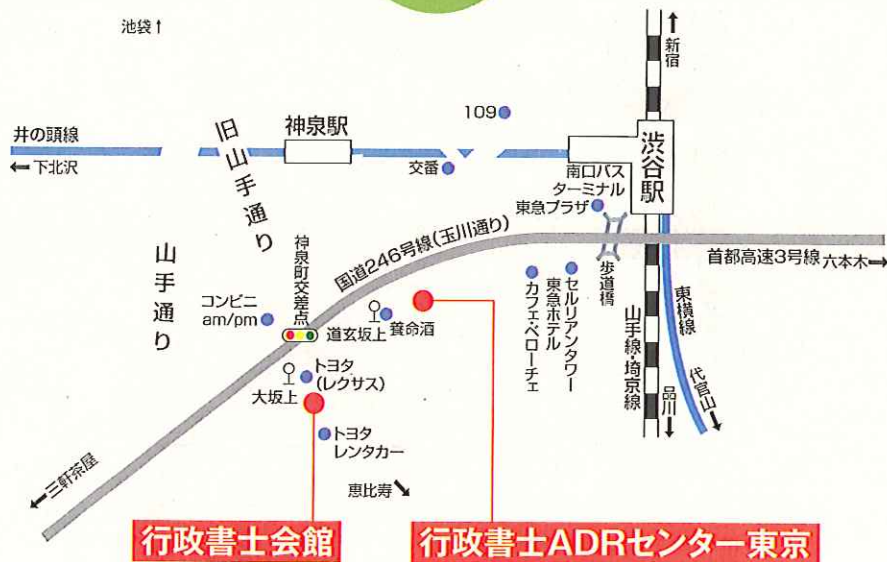 池袋↑
↑新宿
109
井の頭線
←下北沢
旧山手通り
神泉駅
交番
渋谷駅
南口バス
ターミナル
東急プラザ
山手通り
国道246号線(玉川通り)
首都高速3号線
六本木→
神泉町交差点
コンビニ
am/pm
道玄坂上
養命酒
歩道橋
セルリアンタワー
東急ホテル
カフェ・ベローチェ
東横線
山手線・埼京線
代官山↓
品川↓
トヨタ
(レクサス)
大坂上
トヨタ
レンタカー
←三軒茶屋
恵比寿↘
行政書士会館
行政書士ADRセンター東京